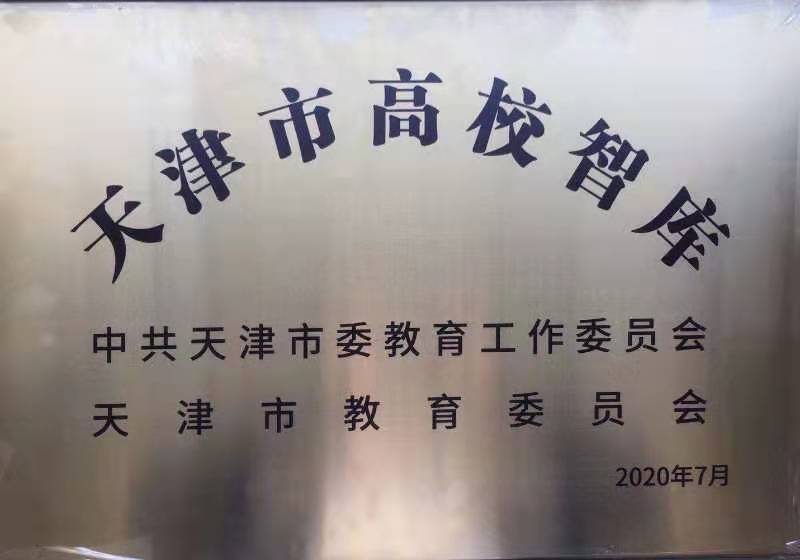 天津市高校智库
中共天津市委教育工作委员会
天津市教育委员会
2020年7月